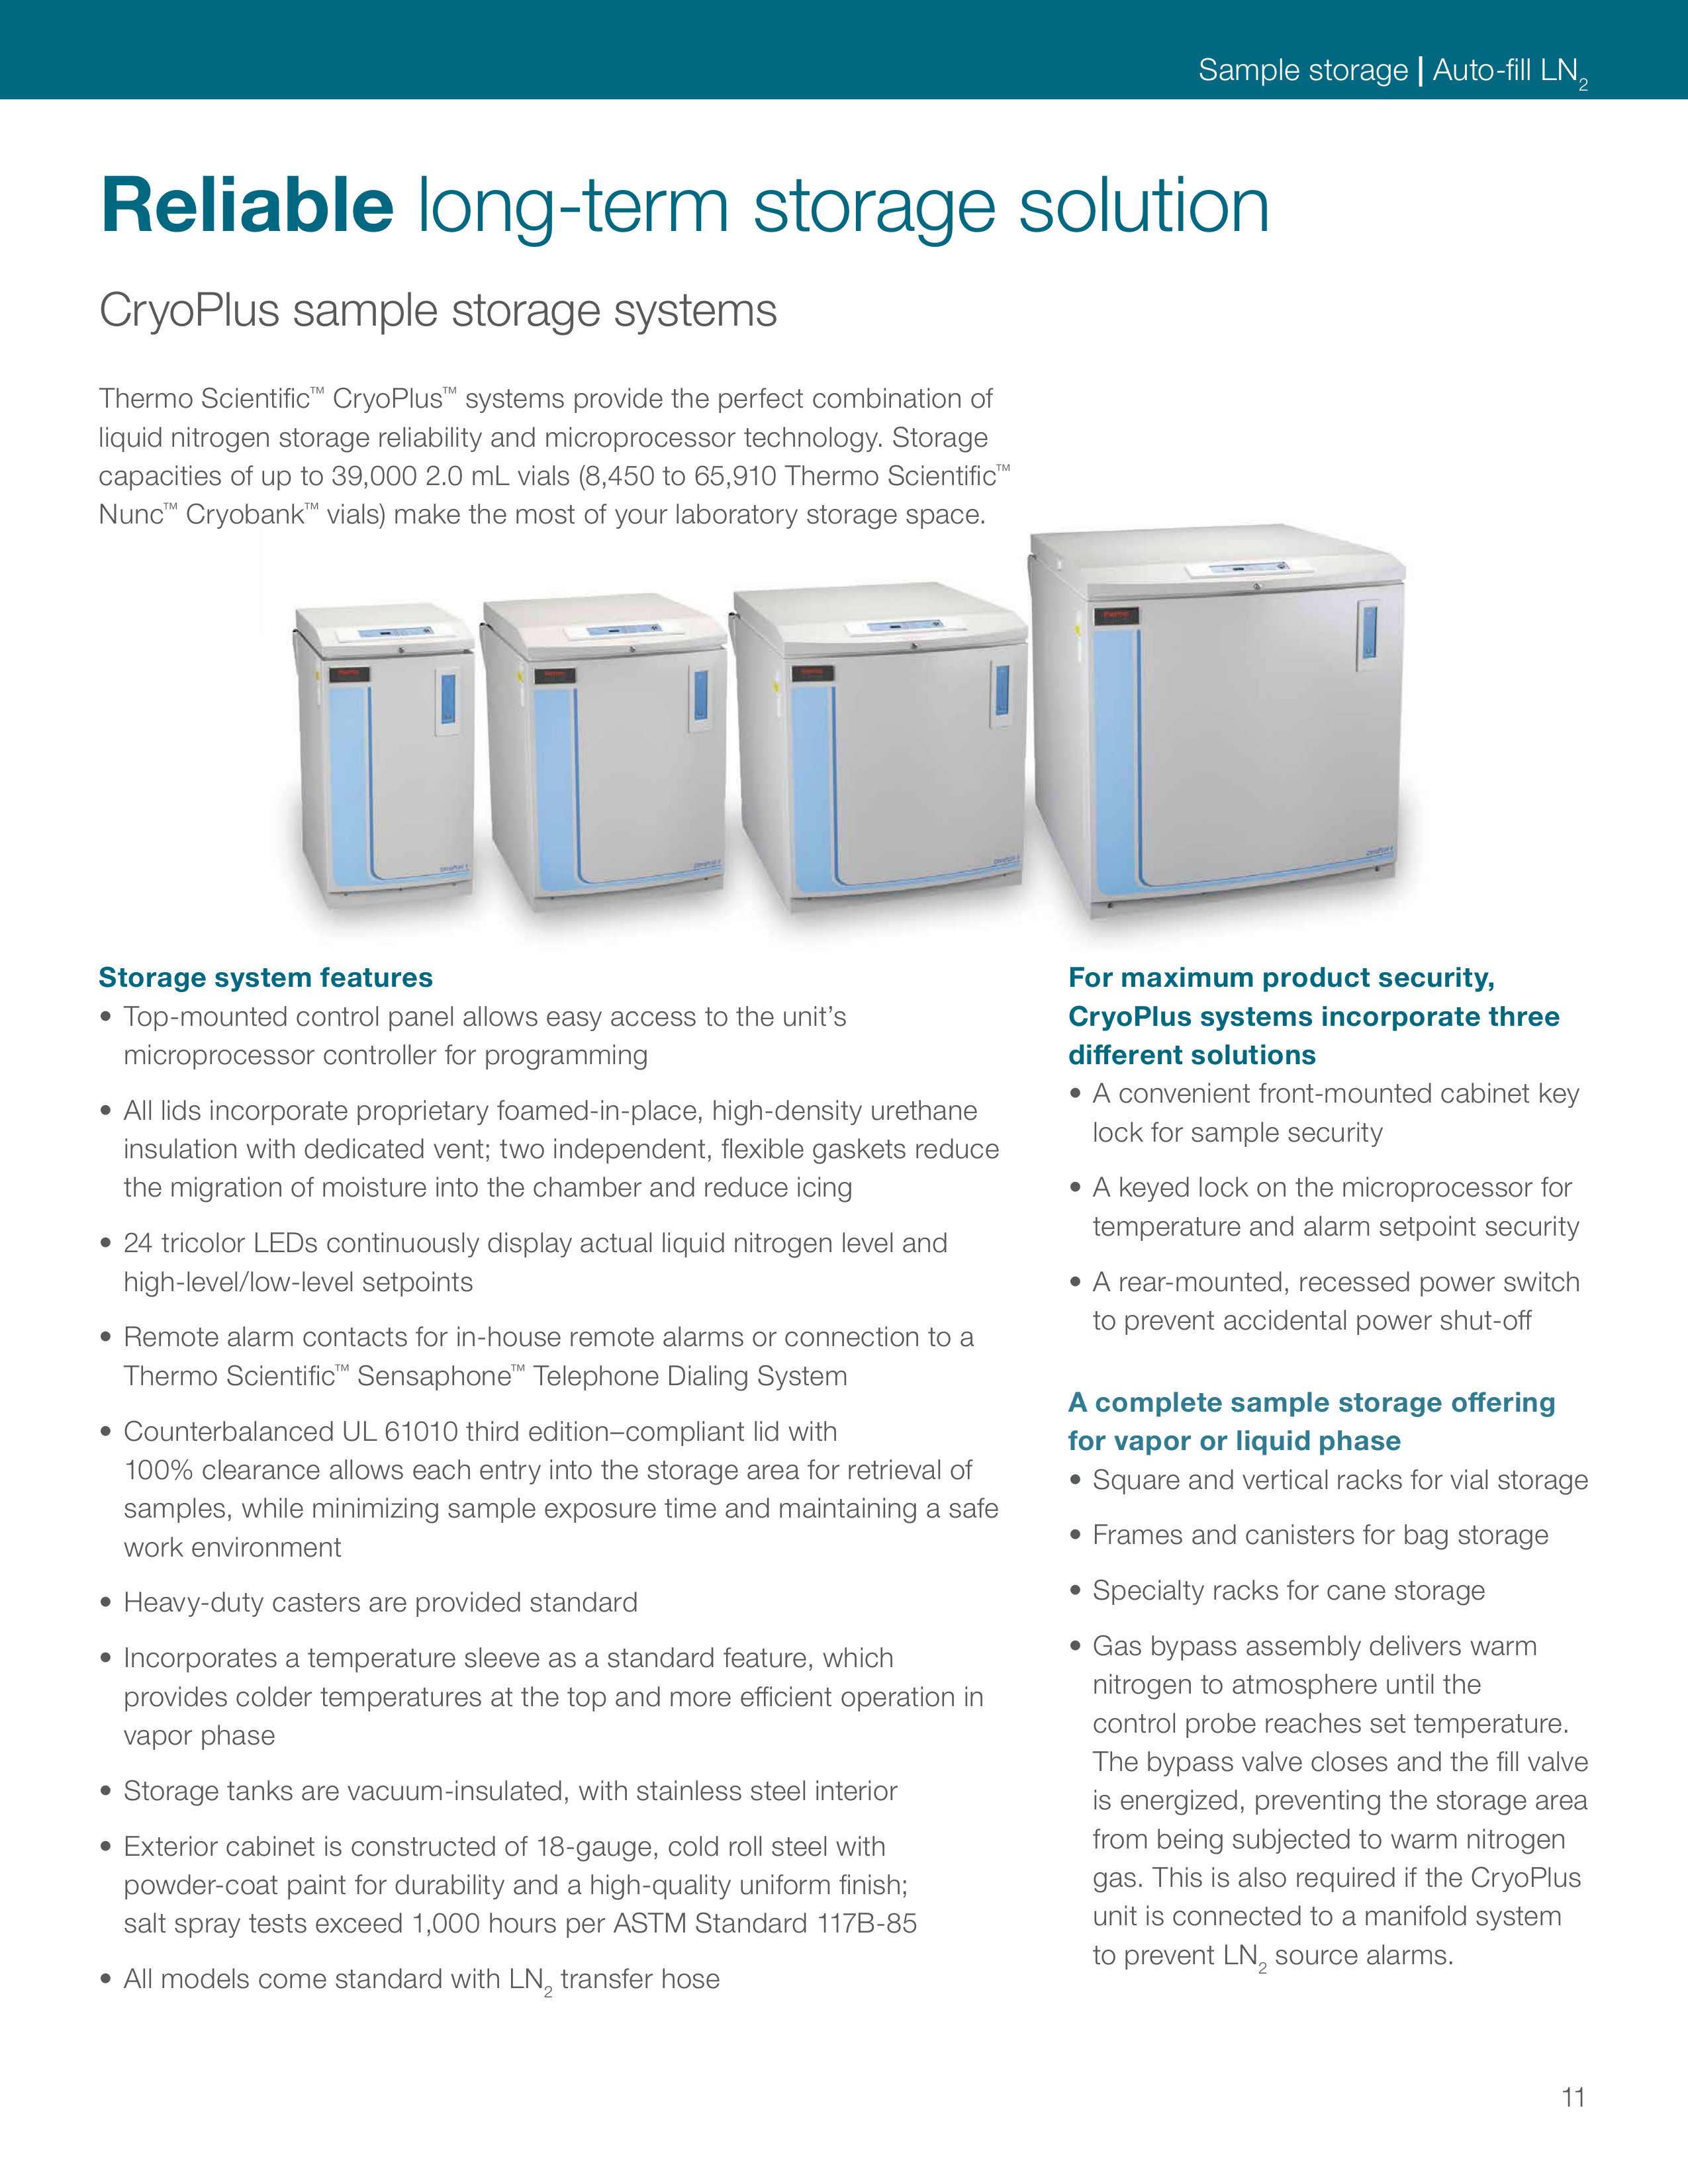 Sample storage | Auto-fill LN₂
Reliable long-term storage solution
CryoPlus sample storage systems
Thermo Scientific™ CryoPlus™ systems provide the perfect combination of
liquid nitrogen storage reliability and microprocessor technology. Storage
capacities of up to 39,000 2.0 mL vials (8,450 to 65,910 Thermo Scientific™
Nunc™ Cryobank™ vials) make the most of your laboratory storage space.
Storage system features
• Top-mounted control panel allows easy access to the unit’s
microprocessor controller for programming
• All lids incorporate proprietary foamed-in-place, high-density urethane
insulation with dedicated vent; two independent, flexible gaskets reduce
the migration of moisture into the chamber and reduce icing
• 24 tricolor LEDs continuously display actual liquid nitrogen level and
high-level/low-level setpoints
• Remote alarm contacts for in-house remote alarms or connection to a
Thermo Scientific™ Sensaphone™ Telephone Dialing System
• Counterbalanced UL 61010 third edition–compliant lid with
100% clearance allows each entry into the storage area for retrieval of
samples, while minimizing sample exposure time and maintaining a safe
work environment
• Heavy-duty casters are provided standard
• Incorporates a temperature sleeve as a standard feature, which
provides colder temperatures at the top and more efficient operation in
vapor phase
• Storage tanks are vacuum-insulated, with stainless steel interior
• Exterior cabinet is constructed of 18-gauge, cold roll steel with
powder-coat paint for durability and a high-quality uniform finish;
salt spray tests exceed 1,000 hours per ASTM Standard 117B-85
• All models come standard with LN₂ transfer hose
For maximum product security,
CryoPlus systems incorporate three
different solutions
• A convenient front-mounted cabinet key
lock for sample security
• A keyed lock on the microprocessor for
temperature and alarm setpoint security
• A rear-mounted, recessed power switch
to prevent accidental power shut-off
A complete sample storage offering
for vapor or liquid phase
• Square and vertical racks for vial storage
• Frames and canisters for bag storage
• Specialty racks for cane storage
• Gas bypass assembly delivers warm
nitrogen to atmosphere until the
control probe reaches set temperature.
The bypass valve closes and the fill valve
is energized, preventing the storage area
from being subjected to warm nitrogen
gas. This is also required if the CryoPlus
unit is connected to a manifold system
to prevent LN₂ source alarms.
11